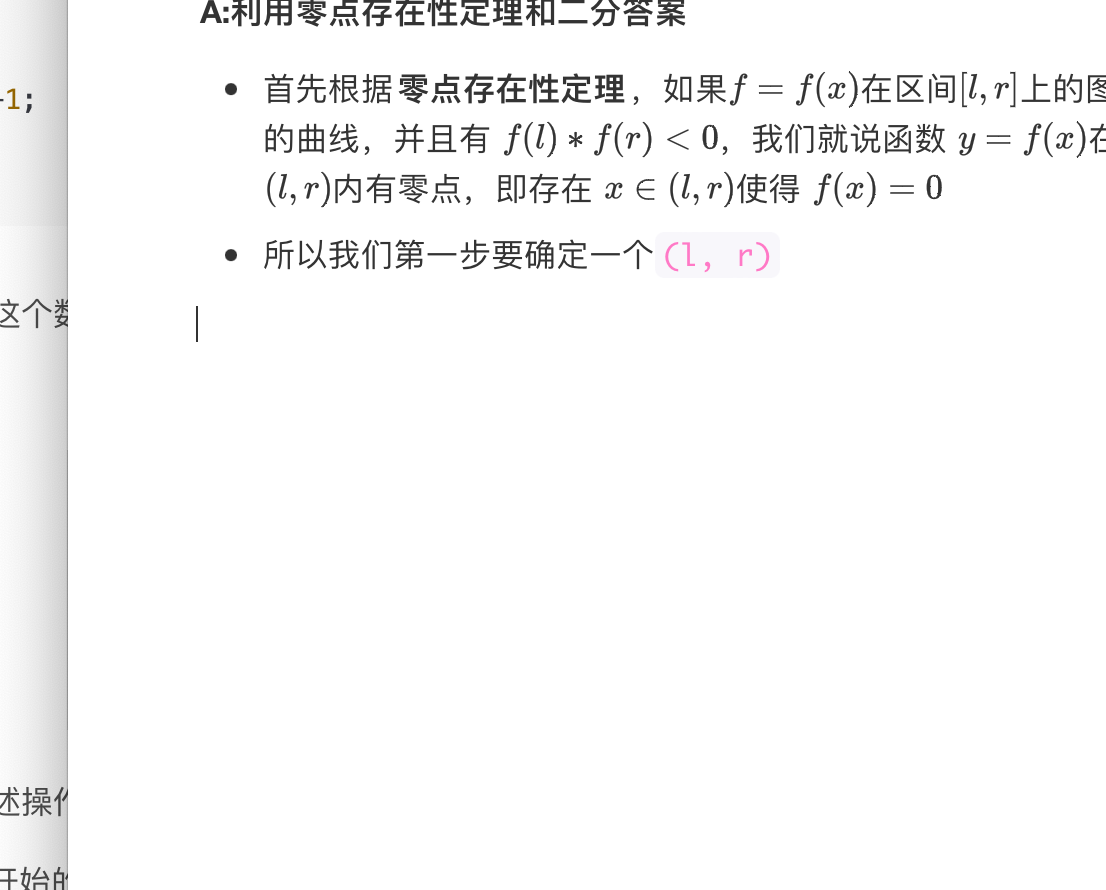 A:利用零点存在性定理和二分答案
-1;
首先根据零点存在性定理，如果f = f(x)在区间[l, r]上的图
的曲线，并且有 f(l) * f(r) < 0，我们就说函数 y = f(x)在
(l, r)内有零点，即存在 x ∈ (l, r)使得 f(x) = 0
所以我们第一步要确定一个(l, r)
这个数
述操作
开始的